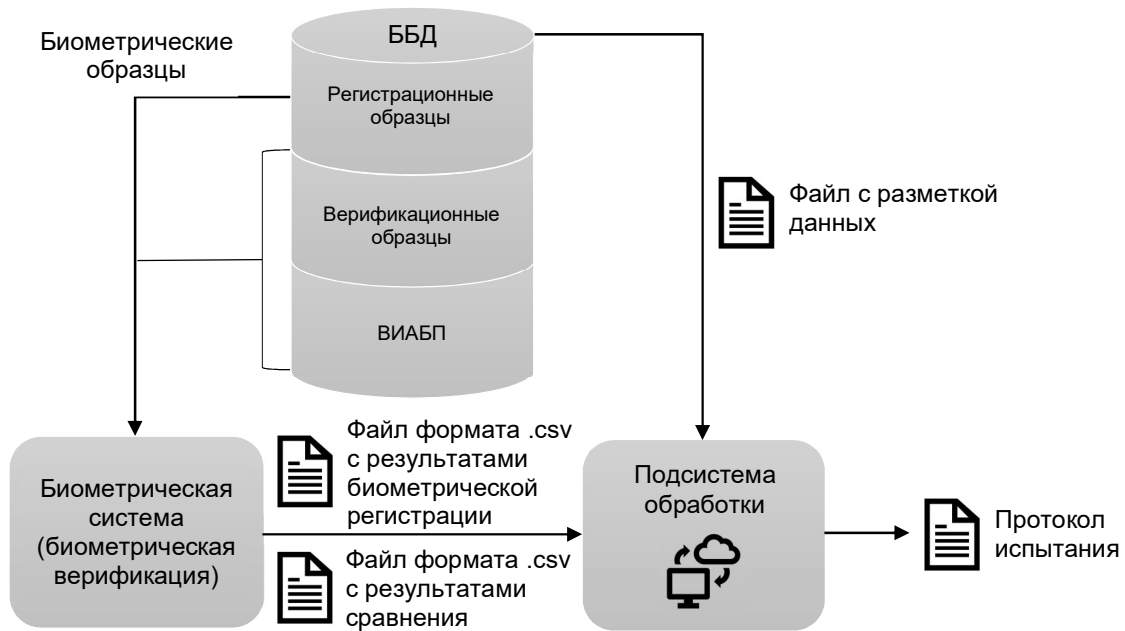 Биометрические
образцы
ББД
Регистрационные
образцы
Верификационные
образцы
ВИАБП
Файл с разметкой
данных
Биометрическая
система
(биометрическая
верификация)
Файл формата .csv
с результатами
биометрической
регистрации
Файл формата .csv
с результатами
сравнения
Подсистема
обработки
Протокол
испытания